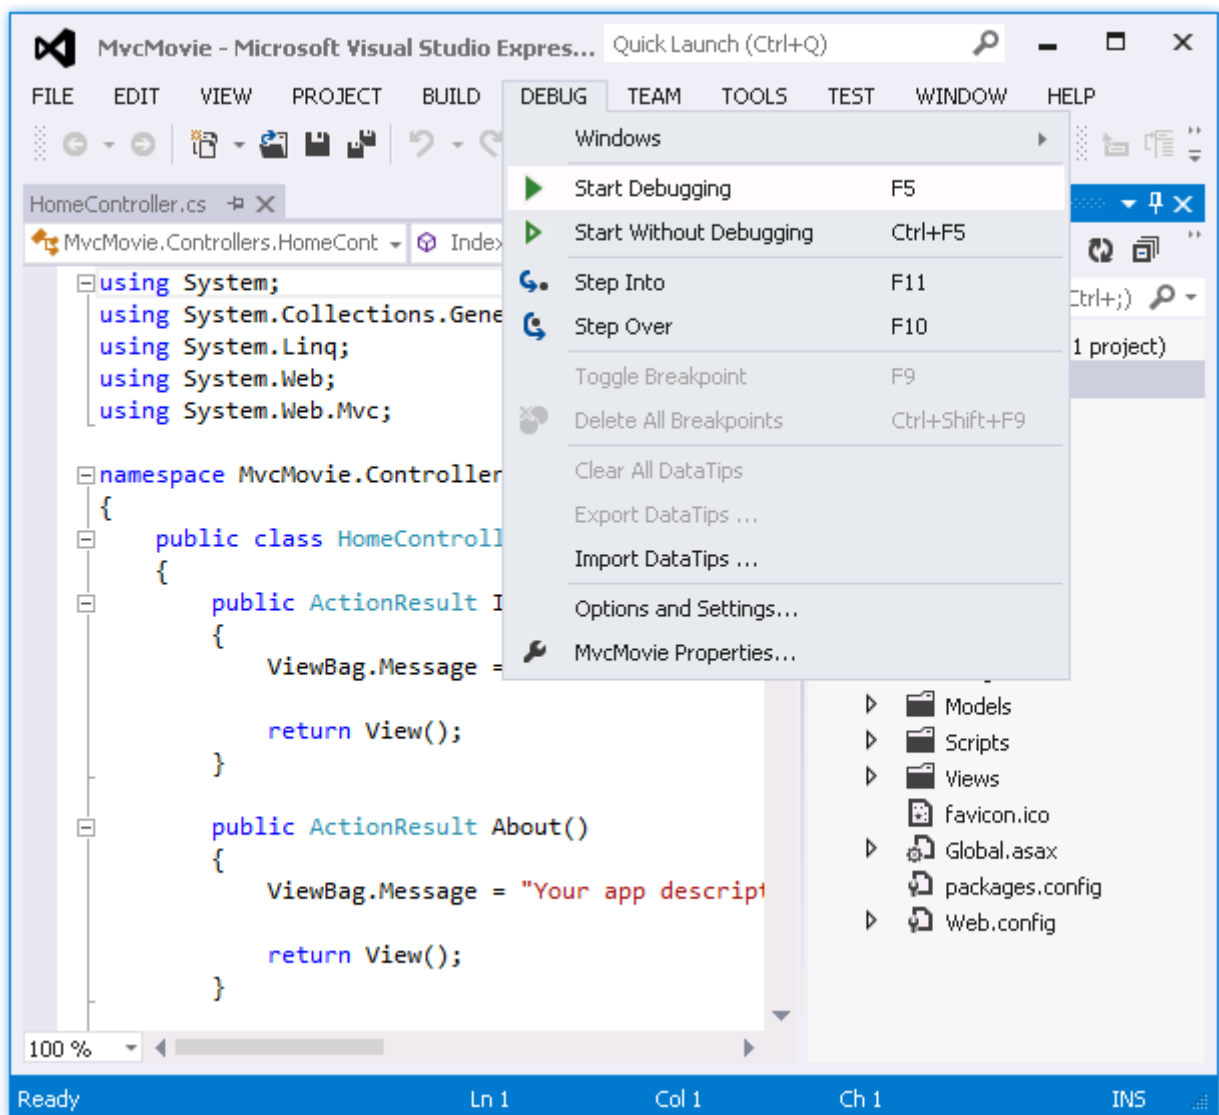 MvcMovie - Microsoft Visual Studio Expres... Quick Launch (Ctrl+Q)
FILE EDIT VIEW PROJECT BUILD DEBUG TEAM TOOLS TEST WINDOW HELP
Windows
Start Debugging F5
Start Without Debugging Ctrl+F5
Step Into F11
Step Over F10
Toggle Breakpoint F9
Delete All Breakpoints Ctrl+Shift+F9
Clear All DataTips
Export DataTips ...
Import DataTips ...
Options and Settings...
MvcMovie Properties...
HomeController.cs
MvcMovie.Controllers.HomeCont Index
using System;
using System.Collections.Gene
using System.Linq;
using System.Web;
using System.Web.Mvc;
namespace MvcMovie.Controller
{
public class HomeControll
{
public ActionResult I
{
ViewBag.Message =
return View();
}
public ActionResult About()
{
ViewBag.Message = "Your app descript
return View();
}
100 %
Ctrl+;)
1 project)
Models
Scripts
Views
favicon.ico
Global.asax
packages.config
Web.config
Ready Ln 1 Col 1 Ch 1 INS